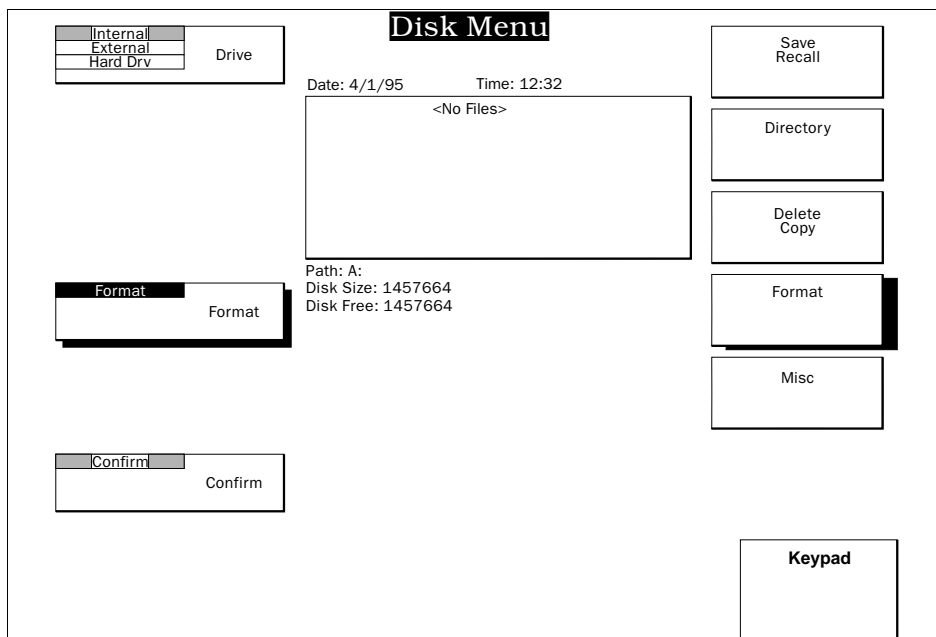 Disk Menu
Internal
External
Hard Drv
Drive
Date: 4/1/95 Time: 12:32
<No Files>
Path: A:
Disk Size: 1457664
Disk Free: 1457664
Format
Format
Confirm
Confirm
Save
Recall
Directory
Delete
Copy
Format
Misc
Keypad